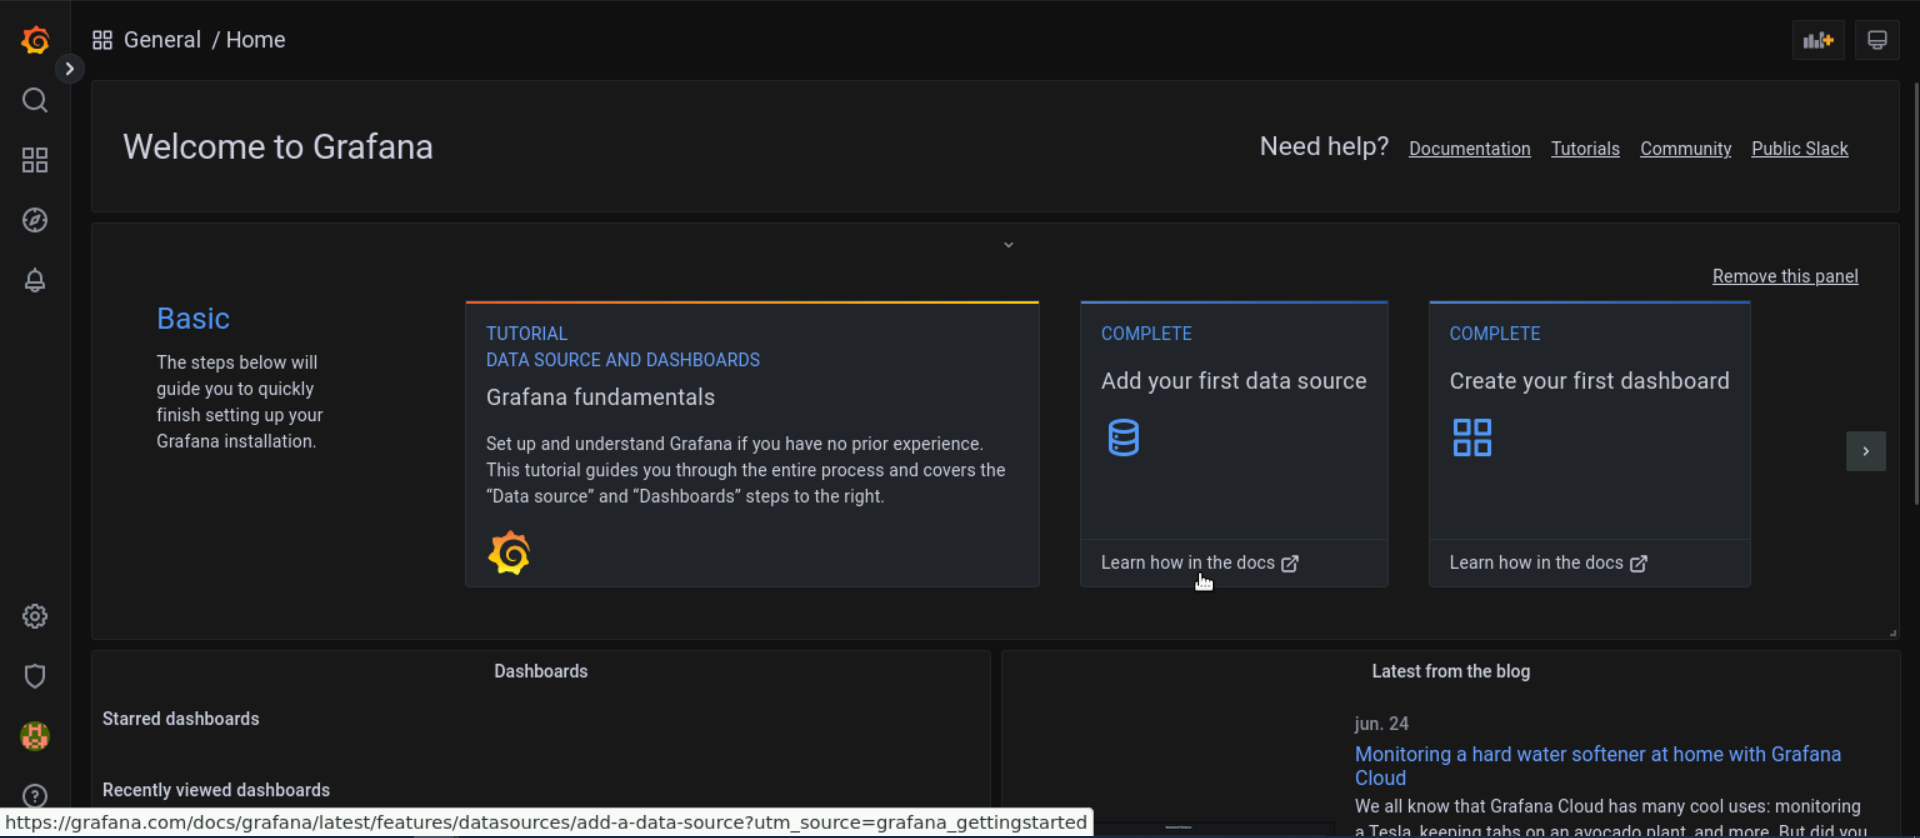 General / Home
Welcome to Grafana
Need help? Documentation Tutorials Community Public Slack
Remove this panel
Basic
The steps below will
guide you to quickly
finish setting up your
Grafana installation.
TUTORIAL
DATA SOURCE AND DASHBOARDS
Grafana fundamentals
Set up and understand Grafana if you have no prior experience.
This tutorial guides you through the entire process and covers the
“Data source” and “Dashboards” steps to the right.
COMPLETE
Add your first data source
Learn how in the docs
COMPLETE
Create your first dashboard
Learn how in the docs
Dashboards
Starred dashboards
Recently viewed dashboards
Latest from the blog
jun. 24
Monitoring a hard water softener at home with Grafana
Cloud
We all know that Grafana Cloud has many cool uses: monitoring
a Tesla, keeping tabs on an avocado plant, and more. But did you
https://grafana.com/docs/grafana/latest/features/datasources/add-a-data-source?utm_source=grafana_gettingstarted